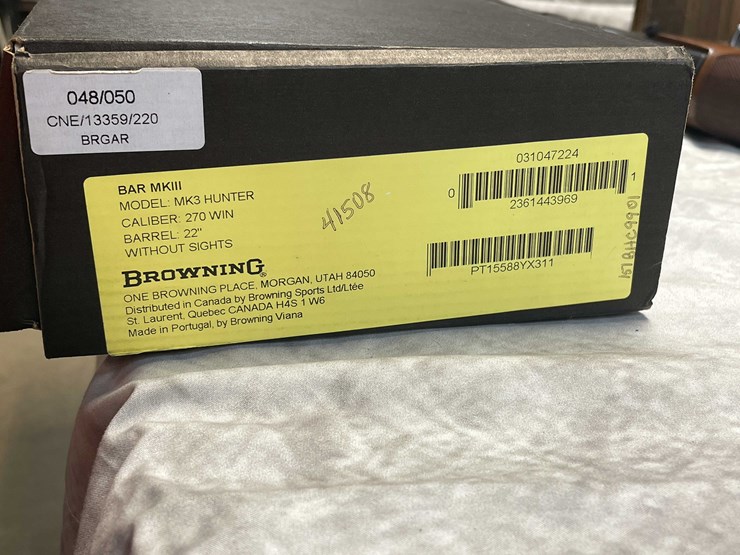 048/050
CNE/13359/220
BRGAR
BAR MKIII
MODEL: MK3 HUNTER
CALIBER: 270 WIN
BARREL: 22"
WITHOUT SIGHTS
BROWNING®
ONE BROWNING PLACE, MORGAN, UTAH 84050
Distributed in Canada by Browning Sports Ltd/Ltée
St. Laurent, Quebec CANADA H4S 1 W6
Made in Portugal, by Browning Viana
41508
031047224
0 2361443969 1
PT15588YX311